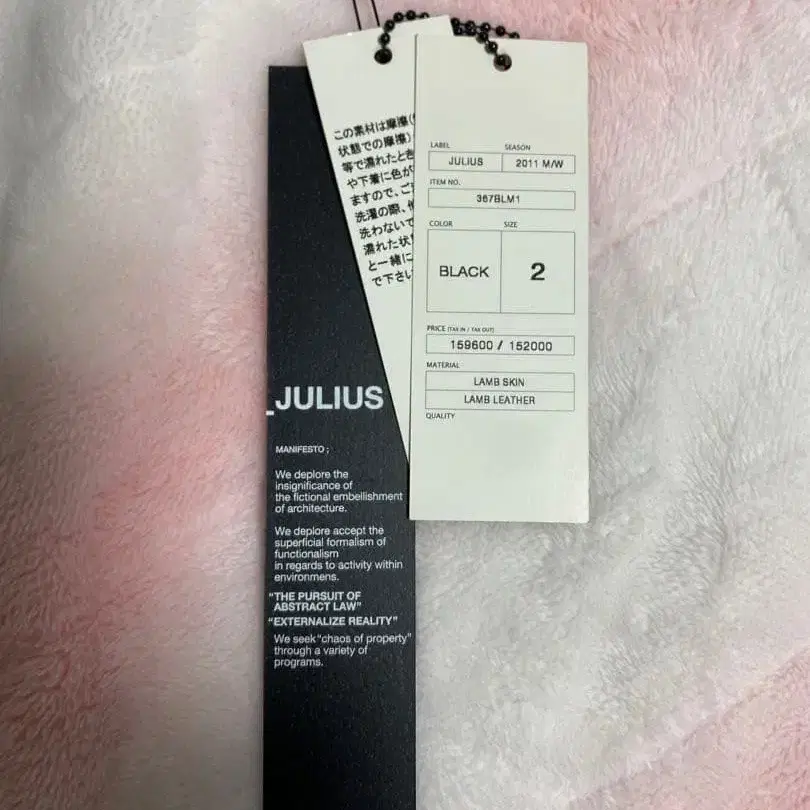 _JULIUS
MANIFESTO ;
We deplore the
insignificance of
the fictional embellishment
of architecture.
We deplore accept the
superficial formalism of
functionalism
in regards to activity within
environmens.
"THE PURSUIT OF
ABSTRACT LAW"
"EXTERNALIZE REALITY"
We seek"chaos of property"
through a variety of
programs.
この素材は摩擦(
状態での摩擦)
等で濡れたとき
や下着に色が
ますので、ご
洗濯の際、他
洗わないで
濡れた状
と一緒に
で下さい
LABEL SEASON
JULIUS 2011 M/W
ITEM NO.
367BLM1
COLOR SIZE
BLACK 2
PRICE (TAX IN / TAX OUT)
159600 / 152000
MATERIAL
LAMB SKIN
LAMB LEATHER
QUALITY